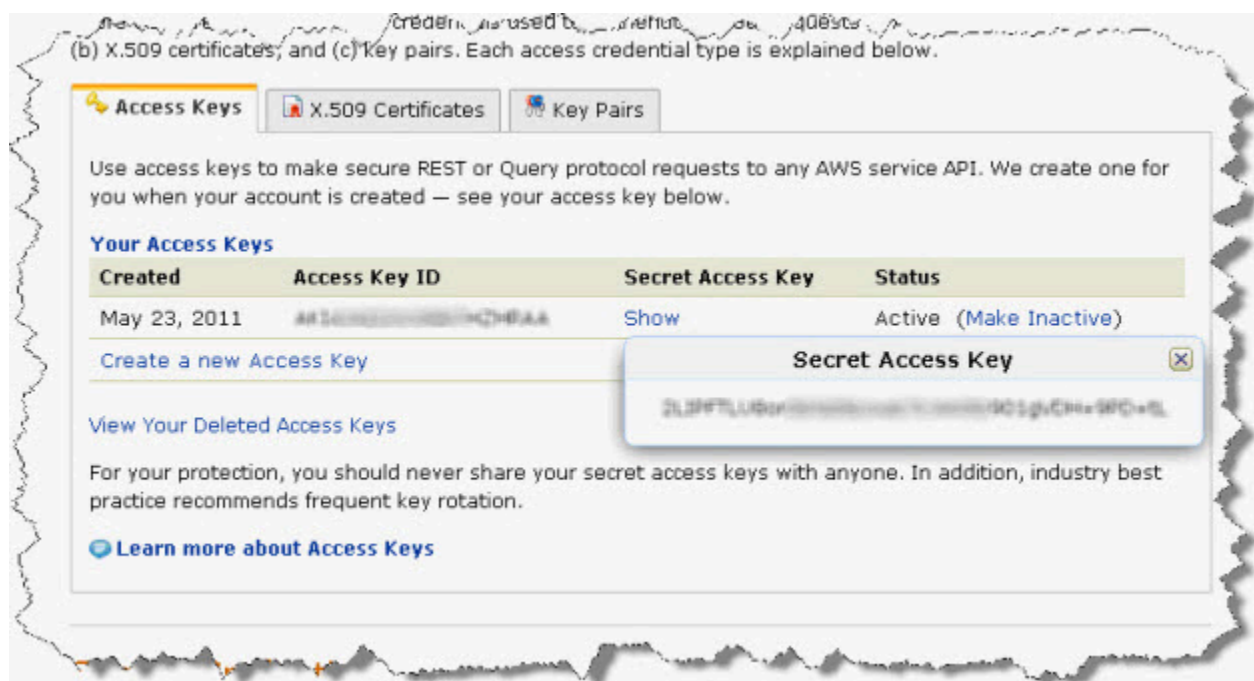 (b) X.509 certificates, and (c) key pairs. Each access credential type is explained below.
Access Keys X.509 Certificates Key Pairs
Use access keys to make secure REST or Query protocol requests to any AWS service API. We create one for
you when your account is created — see your access key below.
Your Access Keys
Created Access Key ID Secret Access Key Status
May 23, 2011 Show Active (Make Inactive)
Create a new Access Key
Secret Access Key
View Your Deleted Access Keys
For your protection, you should never share your secret access keys with anyone. In addition, industry best
practice recommends frequent key rotation.
Learn more about Access Keys